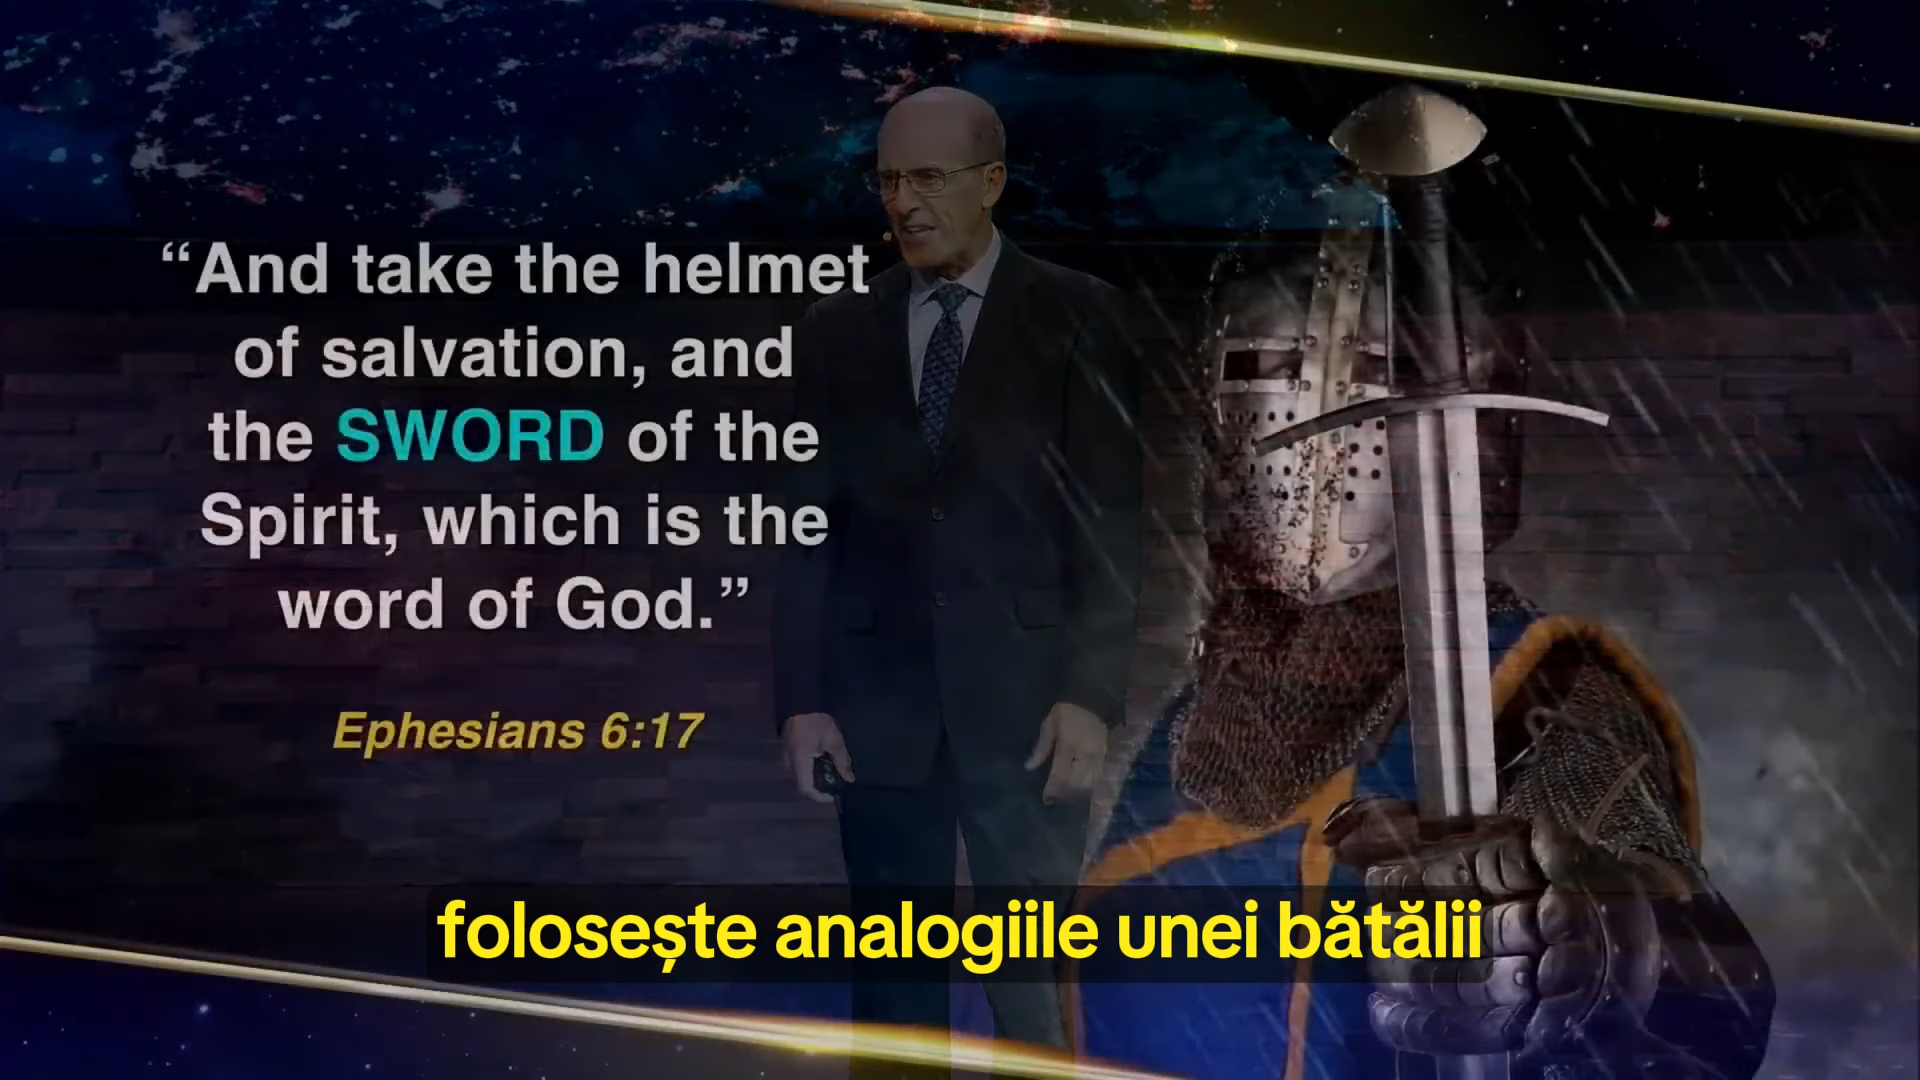 “And take the helmet
of salvation, and
the SWORD of the
Spirit, which is the
word of God.”
Ephesians 6:17
folosește analogiile unei bătălii